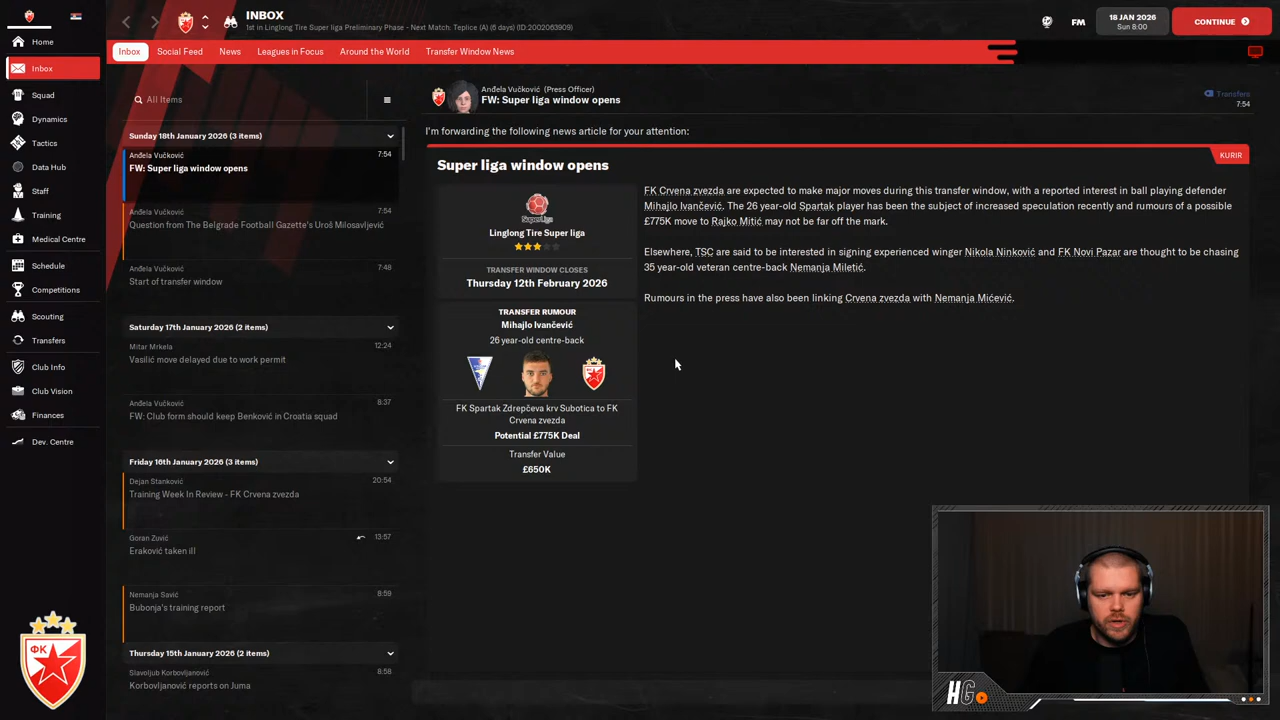 INBOX
1st in Linglong Tire Super liga Preliminary Phase - Next Match: Teplice (A) (6 days) (ID:2002063909)
FM
18 JAN 2026
Sun 8:00
CONTINUE
Home
Inbox
Squad
Dynamics
Tactics
Data Hub
Staff
Training
Medical Centre
Schedule
Competitions
Scouting
Transfers
Club Info
Club Vision
Finances
Dev. Centre
ФК
Inbox
Social Feed
News
Leagues in Focus
Around the World
Transfer Window News
All Items
Sunday 18th January 2026 (3 items)
Anđela Vučković 7:54
FW: Super liga window opens
Anđela Vučković 7:54
Question from The Belgrade Football Gazette's Uroš Milosavljević
Anđela Vučković 7:48
Start of transfer window
Saturday 17th January 2026 (2 items)
Mitar Mrkela 12:24
Vasilić move delayed due to work permit
Anđela Vučković 8:37
FW: Club form should keep Benković in Croatia squad
Friday 16th January 2026 (3 items)
Dejan Stanković 20:54
Training Week In Review - FK Crvena zvezda
Goran Zuvić 13:57
Eraković taken ill
Nemanja Savić 8:59
Bubonja's training report
Thursday 15th January 2026 (2 items)
Slavoljub Korbovljanović 8:58
Korbovljanović reports on Juma
Anđela Vučković (Press Officer)
FW: Super liga window opens
Transfers
7:54
I'm forwarding the following news article for your attention:
Super liga window opens
KURIR
SuperLiga
Linglong Tire Super liga
TRANSFER WINDOW CLOSES
Thursday 12th February 2026
TRANSFER RUMOUR
Mihajlo Ivančević
26 year-old centre-back
FK Spartak Zdrepčeva krv Subotica to FK
Crvena zvezda
Potential £775K Deal
Transfer Value
£650K
FK Crvena zvezda are expected to make major moves during this transfer window, with a reported interest in ball playing defender
Mihajlo Ivančević. The 26 year-old Spartak player has been the subject of increased speculation recently and rumours of a possible
£775K move to Rajko Mitić may not be far off the mark.
Elsewhere, TSC are said to be interested in signing experienced winger Nikola Ninković and FK Novi Pazar are thought to be chasing
35 year-old veteran centre-back Nemanja Miletić.
Rumours in the press have also been linking Crvena zvezda with Nemanja Mićević.
HG